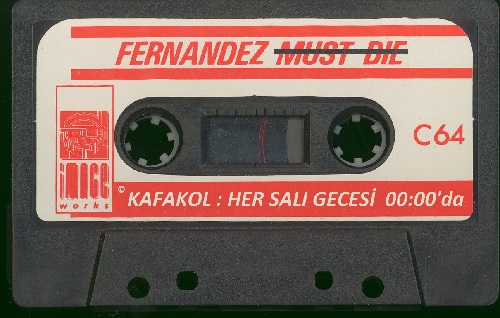 FERNANDEZ MUST DIE
C64
image
works
© KAFAKOL : HER SALI GECESİ 00:00'da